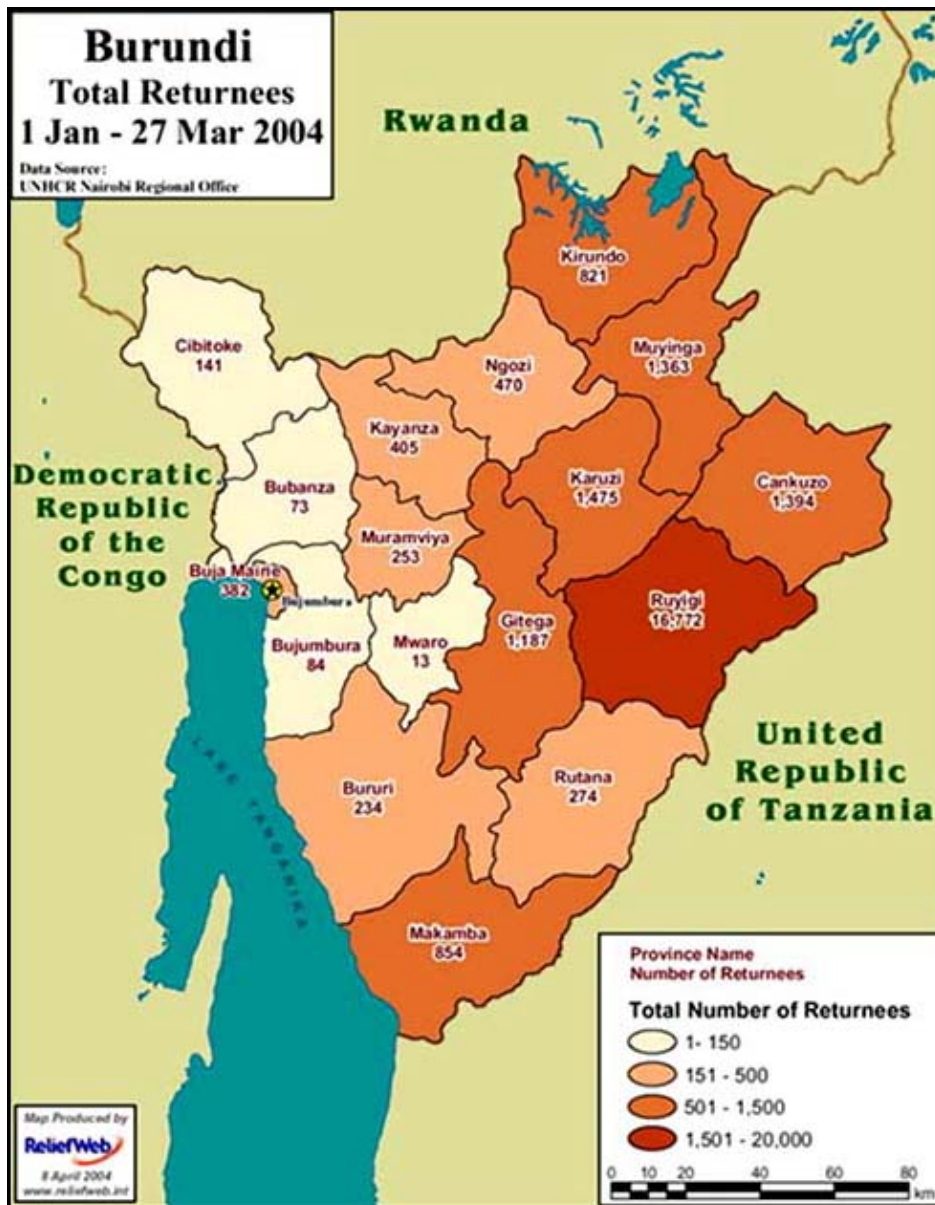 Burundi
Total Returnees
1 Jan - 27 Mar 2004
Data Source:
UNHCR Nairobi Regional Office
Rwanda
Kirundo
821
Cibitoke
141
Ngozi
470
Muyinga
1,363
Kayanza
405
Democratic
Republic
of the
Congo
Bubanza
73
Karuzi
1,475
Cankuzo
1,394
Muramviya
253
Buja Mairie
382
Bujumbura
Ruyigi
16,772
Gitega
1,187
Bujumbura
84
Mwaro
13
United
Republic
of Tanzania
LAKE TANGANIKA
Bururi
234
Rutana
274
Makamba
854
Province Name
Number of Returnees
Total Number of Returnees
1- 150
151 - 500
501 - 1,500
1,501 - 20,000
0 10 20 40 60 80
km
Map Produced by
ReliefWeb
8 April 2004
www.reliefweb.int